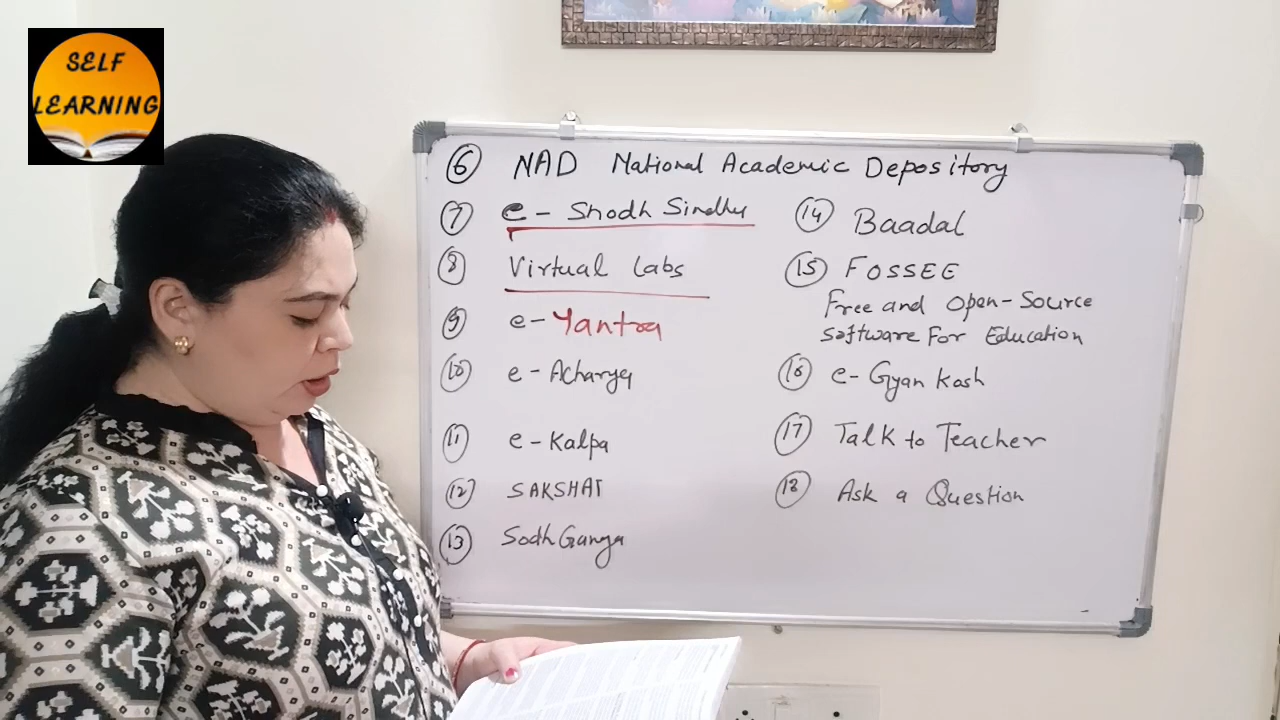 SELF
LEARNING
6 NAD National Academic Depository
7 e - Shodh Sindhu
8 Virtual Labs
9 e - Yantra
10 e - Acharya
11 e - Kalpa
12 SAKSHAT
13 SodhGanga
14 Baadal
15 FOSSEE
Free and Open-Source
Software For Education
16 e - Gyan Kosh
17 Talk to Teacher
18 Ask a Question